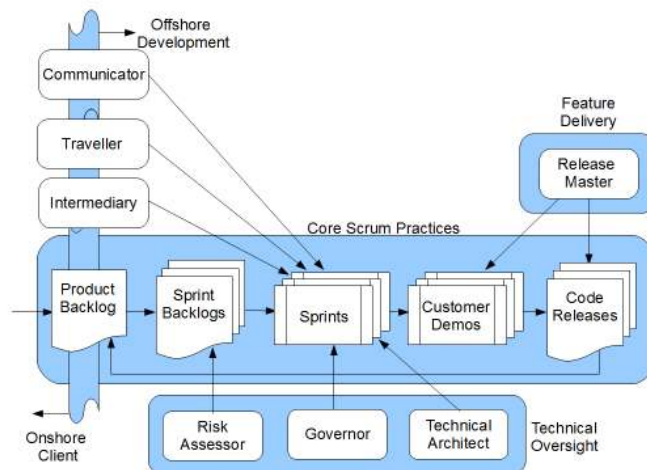 Offshore
Development
Communicator
Feature
Delivery
Traveller
Release
Master
Intermediary
Core Scrum Practices
Product
Backlog
Sprint
Backlogs
Sprints
Customer
Demos
Code
Releases
Onshore
Client
Risk
Assessor
Governor
Technical
Architect
Technical
Oversight